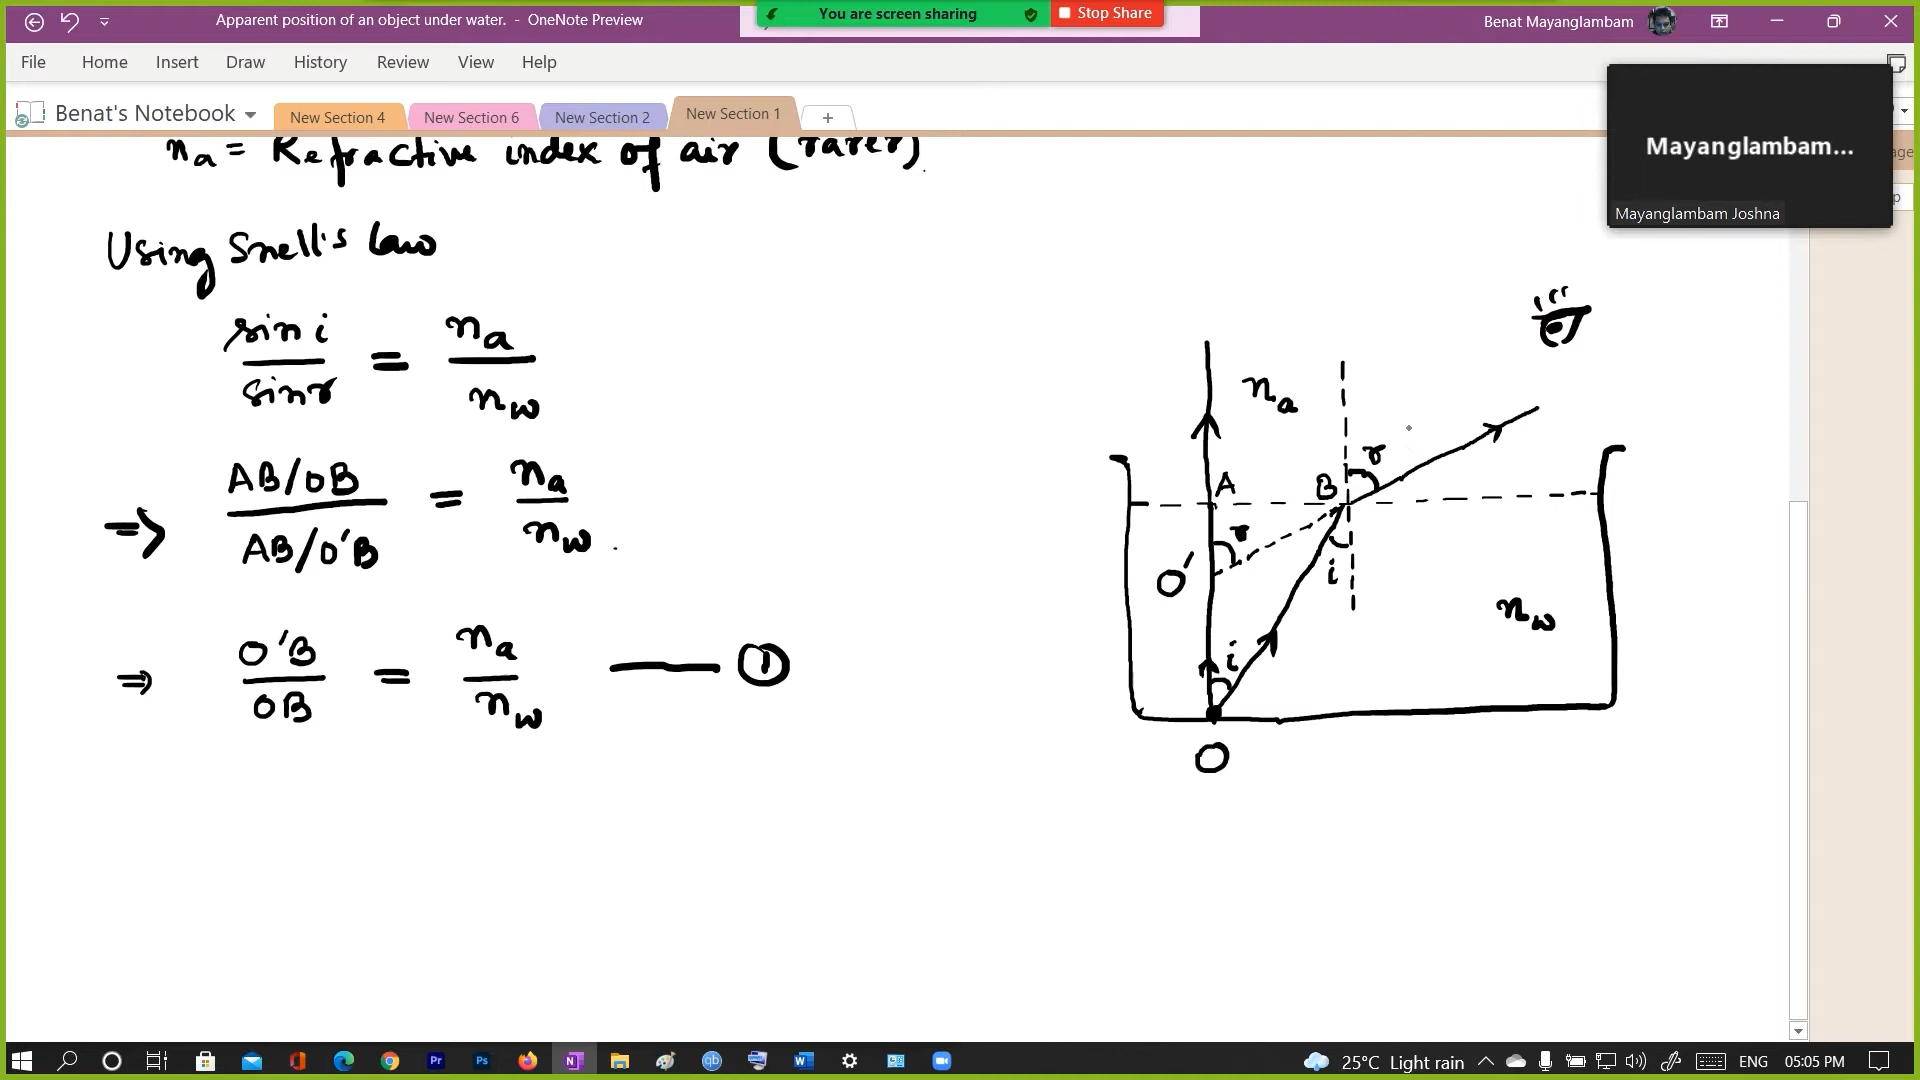 Apparent position of an object under water. - OneNote Preview
You are screen sharing
Stop Share
Benat Mayanglambam
File Home Insert Draw History Review View Help
Benat's Notebook
New Section 4
New Section 6
New Section 2
New Section 1
+
Mayanglambam...
Mayanglambam Joshna
age
p
na = Refractive index of air (rarer).
Using Snell's law
sin i / sin r = na / nw
⇒ AB/OB / AB/O'B = na / nw.
⇒ O'B / OB = na / nw —— ①
na
r
A
B
r
O'
i
i
nw
O
25°C Light rain
ENG
05:05 PM